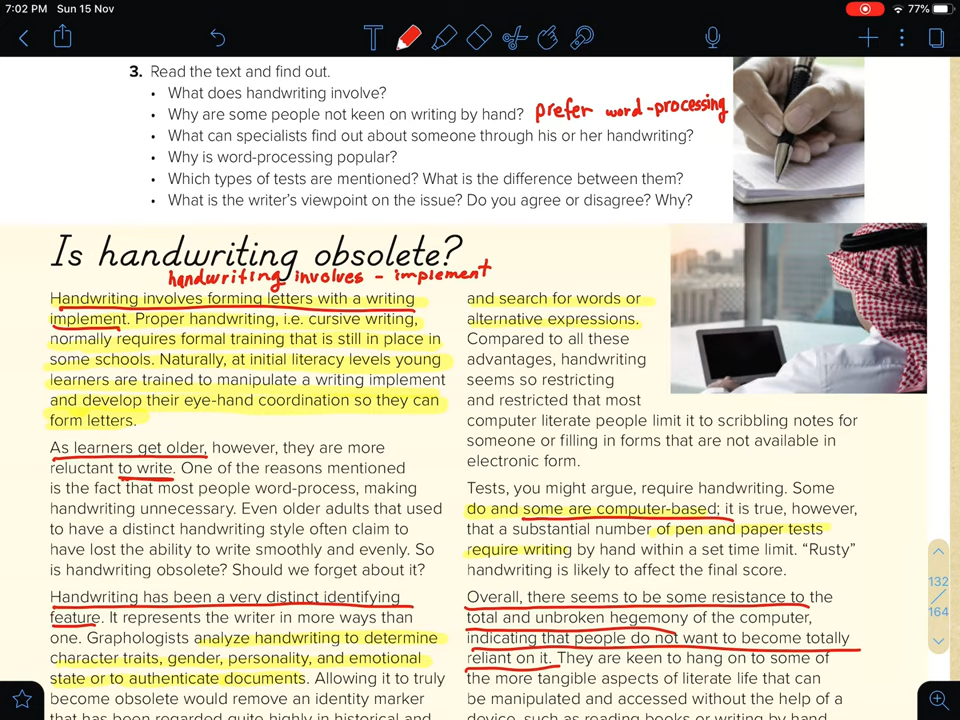 7:02 PM Sun 15 Nov
77%
3. Read the text and find out.
• What does handwriting involve?
• Why are some people not keen on writing by hand? prefer word-processing
• What can specialists find out about someone through his or her handwriting?
• Why is word-processing popular?
• Which types of tests are mentioned? What is the difference between them?
• What is the writer's viewpoint on the issue? Do you agree or disagree? Why?
Is handwriting obsolete?
handwriting involves - implement
Handwriting involves forming letters with a writing
implement. Proper handwriting, i.e. cursive writing,
normally requires formal training that is still in place in
some schools. Naturally, at initial literacy levels young
learners are trained to manipulate a writing implement
and develop their eye-hand coordination so they can
form letters.
As learners get older, however, they are more
reluctant to write. One of the reasons mentioned
is the fact that most people word-process, making
handwriting unnecessary. Even older adults that used
to have a distinct handwriting style often claim to
have lost the ability to write smoothly and evenly. So
is handwriting obsolete? Should we forget about it?
Handwriting has been a very distinct identifying
feature. It represents the writer in more ways than
one. Graphologists analyze handwriting to determine
character traits, gender, personality, and emotional
state or to authenticate documents. Allowing it to truly
become obsolete would remove an identity marker
that has been regarded quite highly in historical and
and search for words or
alternative expressions.
Compared to all these
advantages, handwriting
seems so restricting
and restricted that most
computer literate people limit it to scribbling notes for
someone or filling in forms that are not available in
electronic form.
Tests, you might argue, require handwriting. Some
do and some are computer-based; it is true, however,
that a substantial number of pen and paper tests
require writing by hand within a set time limit. "Rusty"
handwriting is likely to affect the final score.
Overall, there seems to be some resistance to the
total and unbroken hegemony of the computer,
indicating that people do not want to become totally
reliant on it. They are keen to hang on to some of
the more tangible aspects of literate life that can
be manipulated and accessed without the help of a
device, such as reading books or writing by hand
132
164